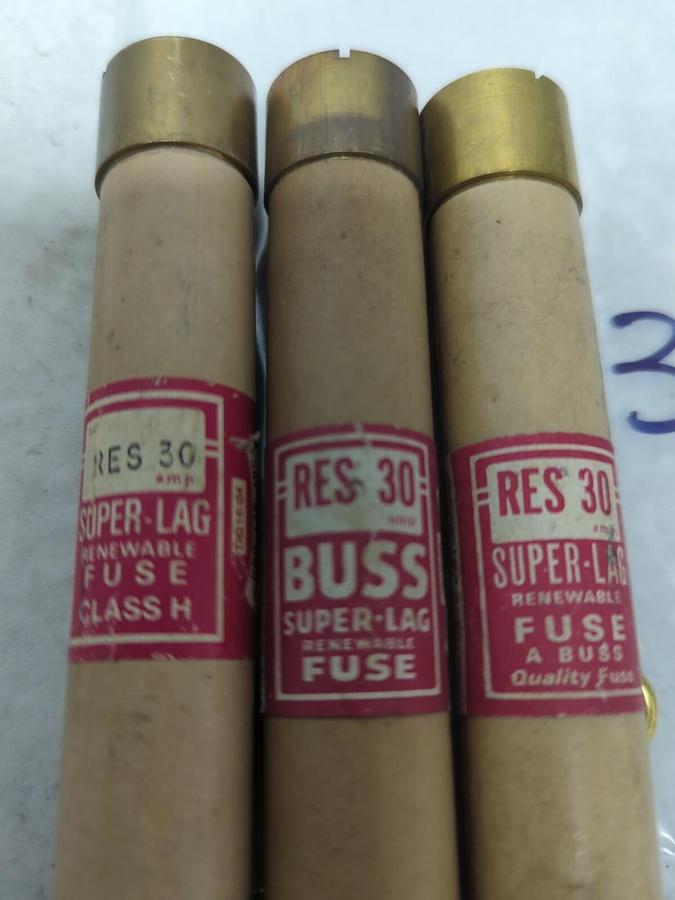 RES 30
amp
SUPER-LAG
RENEWABLE
FUSE
CLASS H
RES 30
amp
BUSS
SUPER-LAG
RENEWABLE
FUSE
RES 30
amp
SUPER-LAG
RENEWABLE
FUSE
A BUSS
Quality Fuse
3